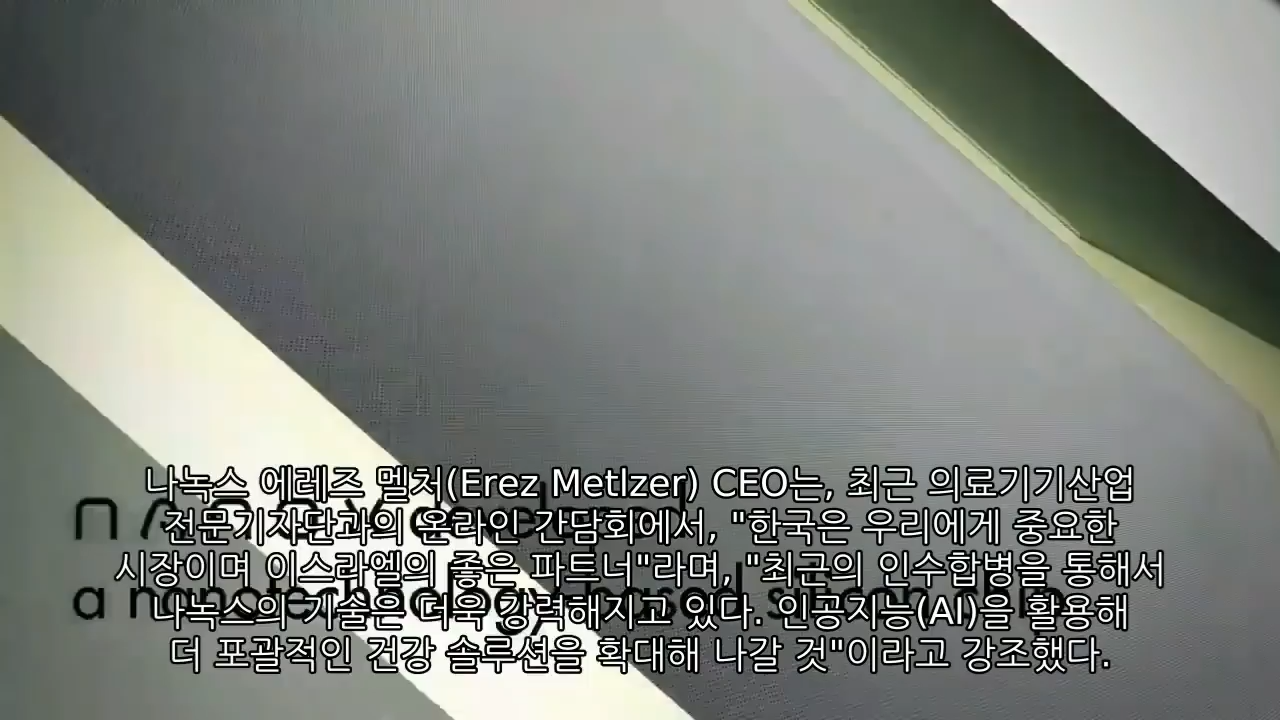 나녹스 에레즈 멜처(Erez Metlzer) CEO는, 최근 의료기기산업
전문기자단과의 온라인 간담회에서, "한국은 우리에게 중요한
시장이며 이스라엘의 좋은 파트너"라며, "최근의 인수합병을 통해서
나녹스의 기술은 더욱 강력해지고 있다. 인공지능(AI)을 활용해
더 포괄적인 건강 솔루션을 확대해 나갈 것"이라고 강조했다.
nanox developed
a nanotechnology based silicon chip